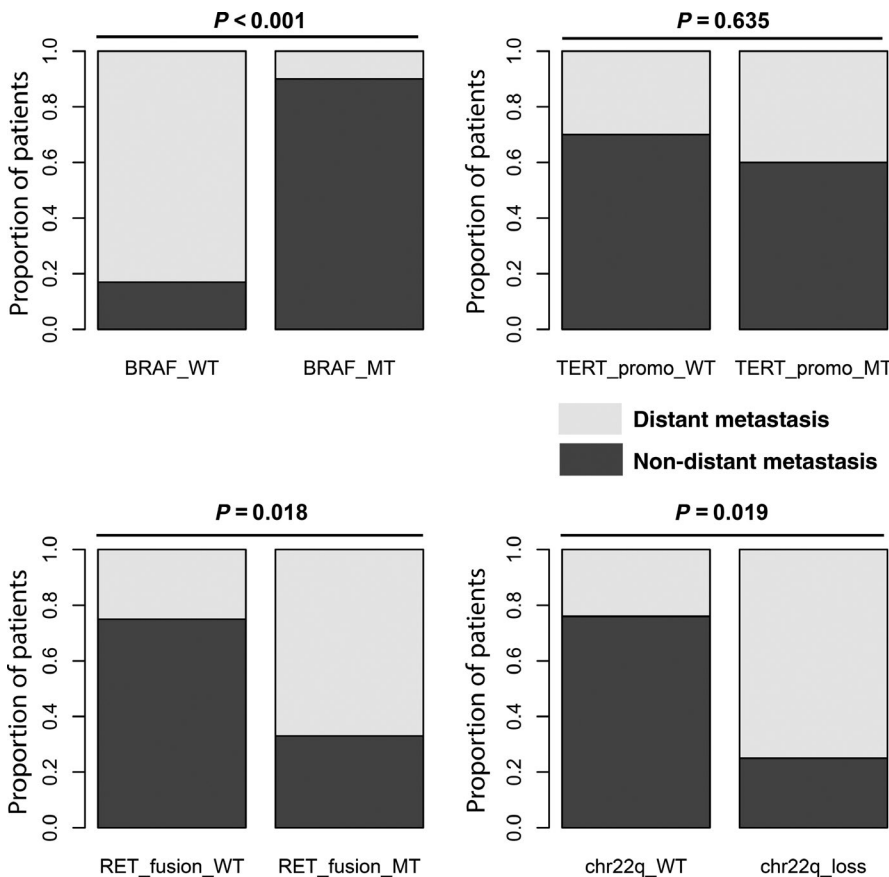 P < 0.001
Proportion of patients
1.0
0.8
0.6
0.4
0.2
0.0
BRAF_WT BRAF_MT
P = 0.635
Proportion of patients
1.0
0.8
0.6
0.4
0.2
0.0
TERT_promo_WT TERT_promo_MT
Distant metastasis
Non-distant metastasis
P = 0.018
Proportion of patients
1.0
0.8
0.6
0.4
0.2
0.0
RET_fusion_WT RET_fusion_MT
P = 0.019
Proportion of patients
1.0
0.8
0.6
0.4
0.2
0.0
chr22q_WT chr22q_loss